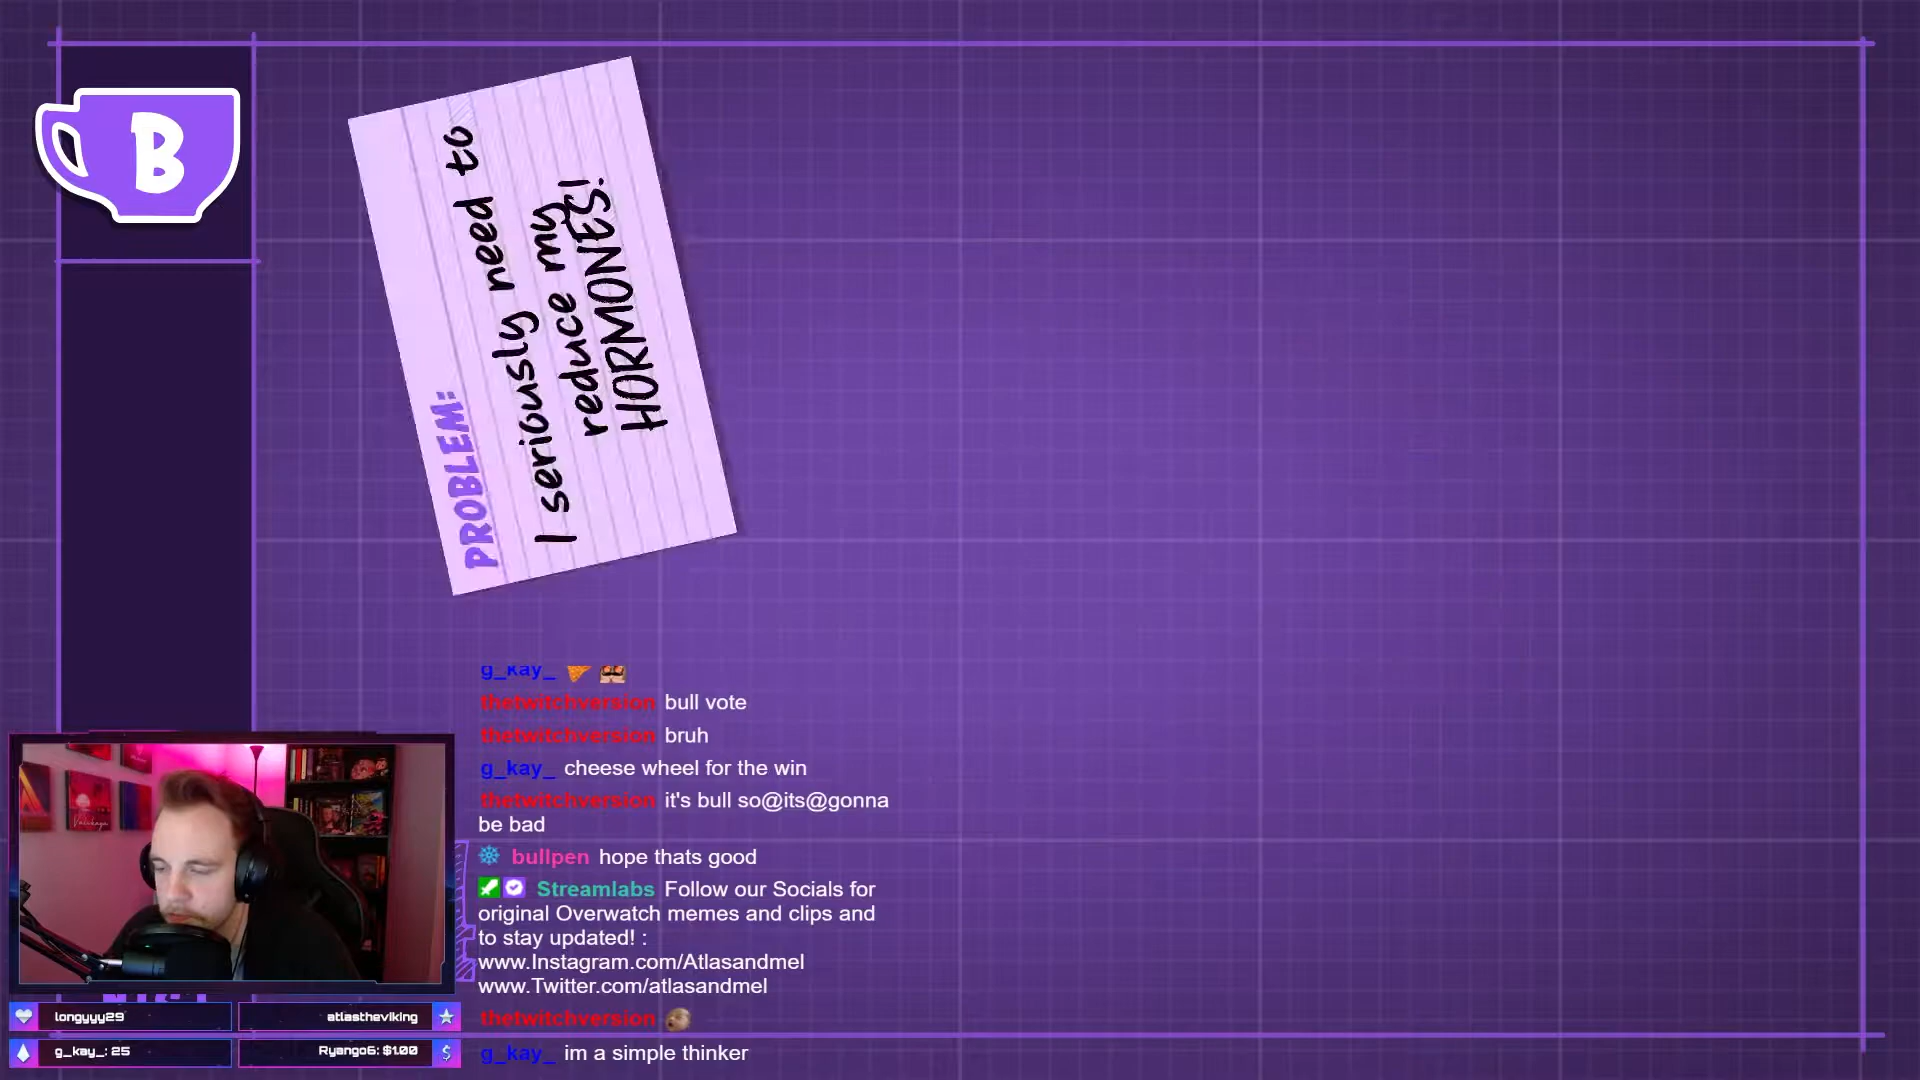 B
PROBLEM:
I seriously need to
reduce my
HORMONES!
g_kay_
thetwitchversion bull vote
thetwitchversion bruh
g_kay_ cheese wheel for the win
thetwitchversion it's bull so@its@gonna
be bad
bullpen hope thats good
Streamlabs Follow our Socials for
original Overwatch memes and clips and
to stay updated! :
www.Instagram.com/Atlasandmel
www.Twitter.com/atlasandmel
thetwitchversion
g_kay_ im a simple thinker
longyyy29
atlastheviking
g_kay_: 25
Ryango6: $1.00